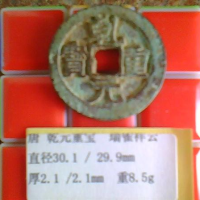 乾元重寶
唐 乾元重宝 瑞雀祥云
直径30.1 / 29.9mm
厚2.1 /2.1mm 重8.5g